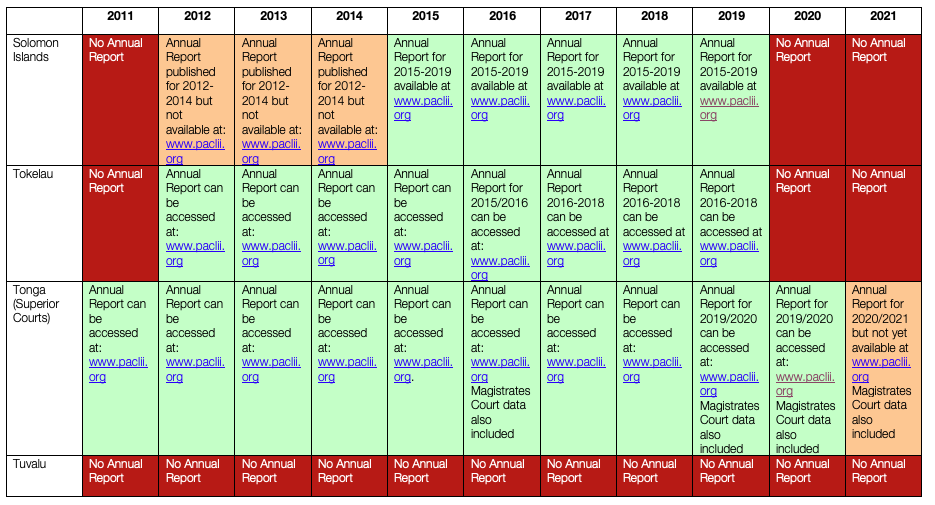 2011
2012
2013
2014
2015
2016
2017
2018
2019
2020
2021
Solomon
Islands
No Annual
Report
Annual
Report
published
for 2012-
2014 but
not
available at:
www.paclii.
org
Annual
Report
published
for 2012-
2014 but
not
available at:
www.paclii.
org
Annual
Report
published
for 2012-
2014 but
not
available at:
www.paclii.
org
Annual
Report for
2015-2019
available at
www.paclii.
org
Annual
Report for
2015-2019
available at
www.paclii.
org
Annual
Report for
2015-2019
available at
www.paclii.
org
Annual
Report for
2015-2019
available at
www.paclii.
org
Annual
Report for
2015-2019
available at
www.paclii.
org
No Annual
Report
No Annual
Report
Tokelau
No Annual
Report
Annual
Report can
be
accessed
at:
www.paclii.
org
Annual
Report can
be
accessed
at:
www.paclii.
org
Annual
Report can
be
accessed
at:
www.paclii.
org
Annual
Report can
be
accessed
at:
www.paclii.
org
Annual
Report for
2015/2016
can be
accessed
at:
www.paclii.
org
Annual
Report
2016-2018
can be
accessed at
www.paclii.
org
Annual
Report
2016-2018
can be
accessed at
www.paclii.
org
Annual
Report
2016-2018
can be
accessed at
www.paclii.
org
No Annual
Report
No Annual
Report
Tonga
(Superior
Courts)
Annual
Report can
be
accessed
at:
www.paclii.
org
Annual
Report can
be
accessed
at:
www.paclii.
org
Annual
Report can
be
accessed
at:
www.paclii.
org
Annual
Report can
be
accessed
at:
www.paclii.
org
Annual
Report can
be
accessed
at:
www.paclii.
org.
Annual
Report can
be
accessed
at:
www.paclii.
org
Magistrates
Court data
also
included
Annual
Report can
be
accessed
at:
www.paclii.
org
Annual
Report can
be
accessed
at:
www.paclii.
org
Annual
Report for
2019/2020
can be
accessed
at:
www.paclii.
org
Magistrates
Court data
also
included
Annual
Report for
2019/2020
can be
accessed
at:
www.paclii.
org
Magistrates
Court data
also
included
Annual
Report for
2020/2021
but not yet
available at
www.paclii.
org
Magistrates
Court data
also
included
Tuvalu
No Annual
Report
No Annual
Report
No Annual
Report
No Annual
Report
No Annual
Report
No Annual
Report
No Annual
Report
No Annual
Report
No Annual
Report
No Annual
Report
No Annual
Report